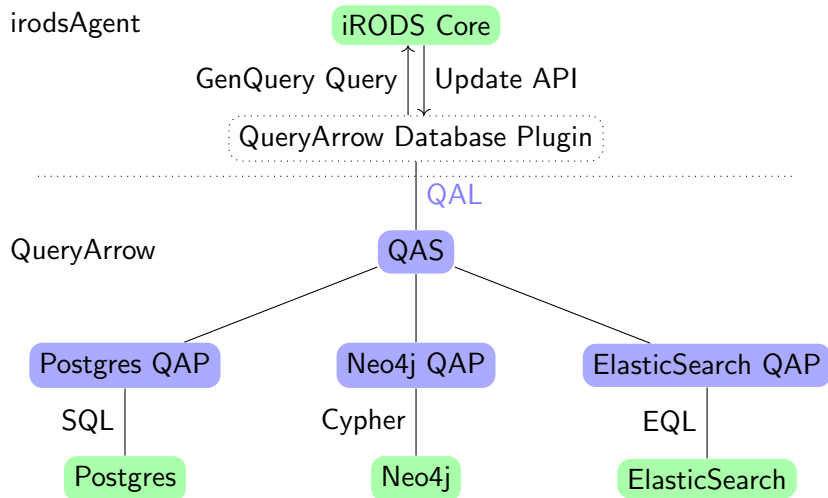 irodsAgent
iRODS Core
GenQuery Query
Update API
QueryArrow Database Plugin
QAL
QueryArrow
QAS
Postgres QAP
Neo4j QAP
ElasticSearch QAP
SQL
Cypher
EQL
Postgres
Neo4j
ElasticSearch